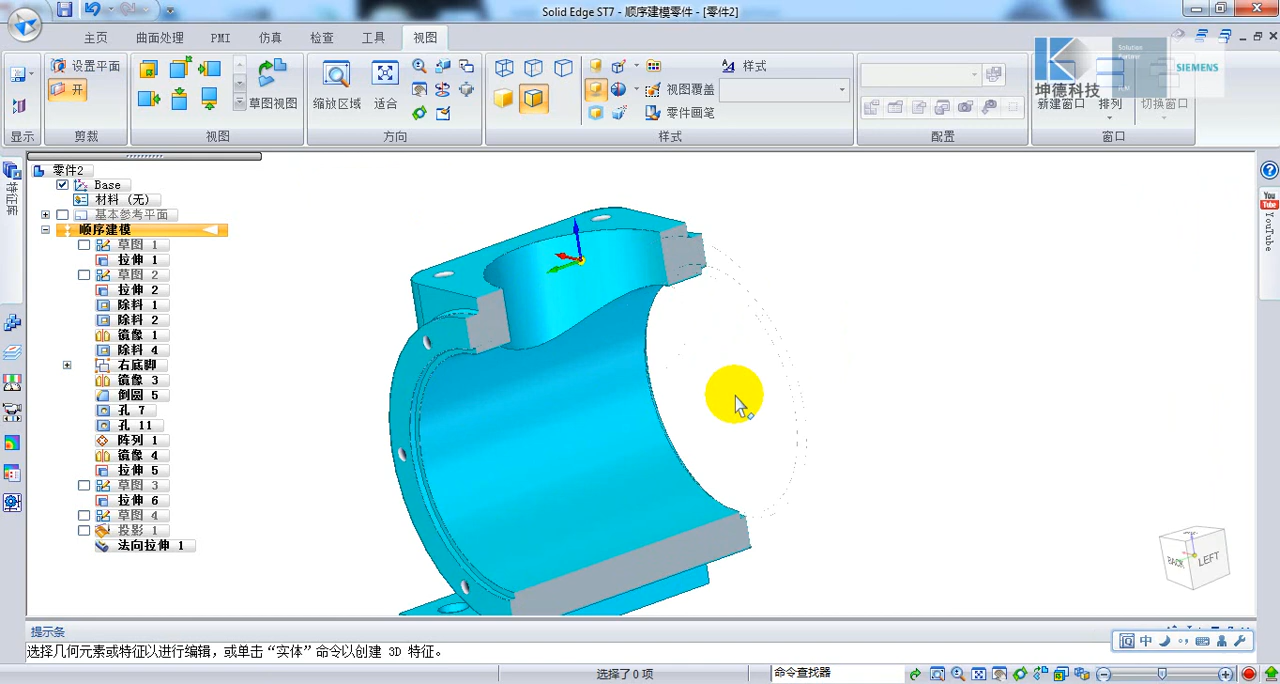 Solid Edge ST7 - 顺序建模零件 - [零件2]
主页 曲面处理 PMI 仿真 检查 工具 视图
设置平面
开
草图视图
缩放区域 适合
样式
视图覆盖
零件画笔
新建窗口 排列 切换窗口
显示 剪裁 视图 方向 样式 配置 窗口
坤德科技
Solution Partner
SIEMENS
零件2
Base
材料 (无)
基本参考平面
顺序建模
草图 1
拉伸 1
草图 2
拉伸 2
除料 1
除料 2
镜像 1
除料 4
右底脚
镜像 3
倒圆 5
孔 7
孔 11
阵列 1
镜像 4
拉伸 5
草图 3
拉伸 6
草图 4
投影 1
法向拉伸 1
特征库
You Tube
YouTube
BACK LEFT
提示条
选择几何元素或特征以进行编辑，或单击“实体”命令以创建 3D 特征。
中
选择了 0 项
命令查找器